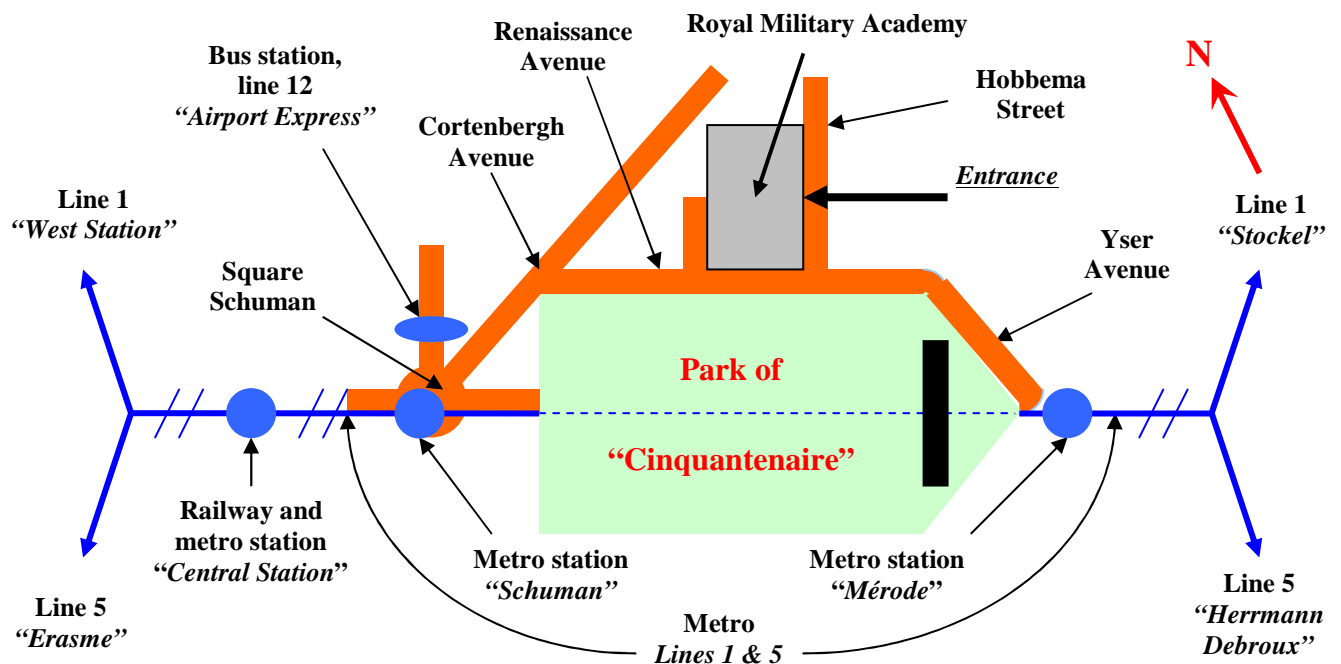 Royal Military Academy
Renaissance
Avenue
Bus station,
line 12
“Airport Express”
N
Hobbema
Street
Cortenbergh
Avenue
Entrance
Line 1
“West Station”
Line 1
“Stockel”
Yser
Avenue
Square
Schuman
Park of
“Cinquantenaire”
Railway and
metro station
“Central Station”
Metro station
“Schuman”
Metro station
“Mérode”
Line 5
“Erasme”
Line 5
“Herrmann
Debroux”
Metro
Lines 1 & 5